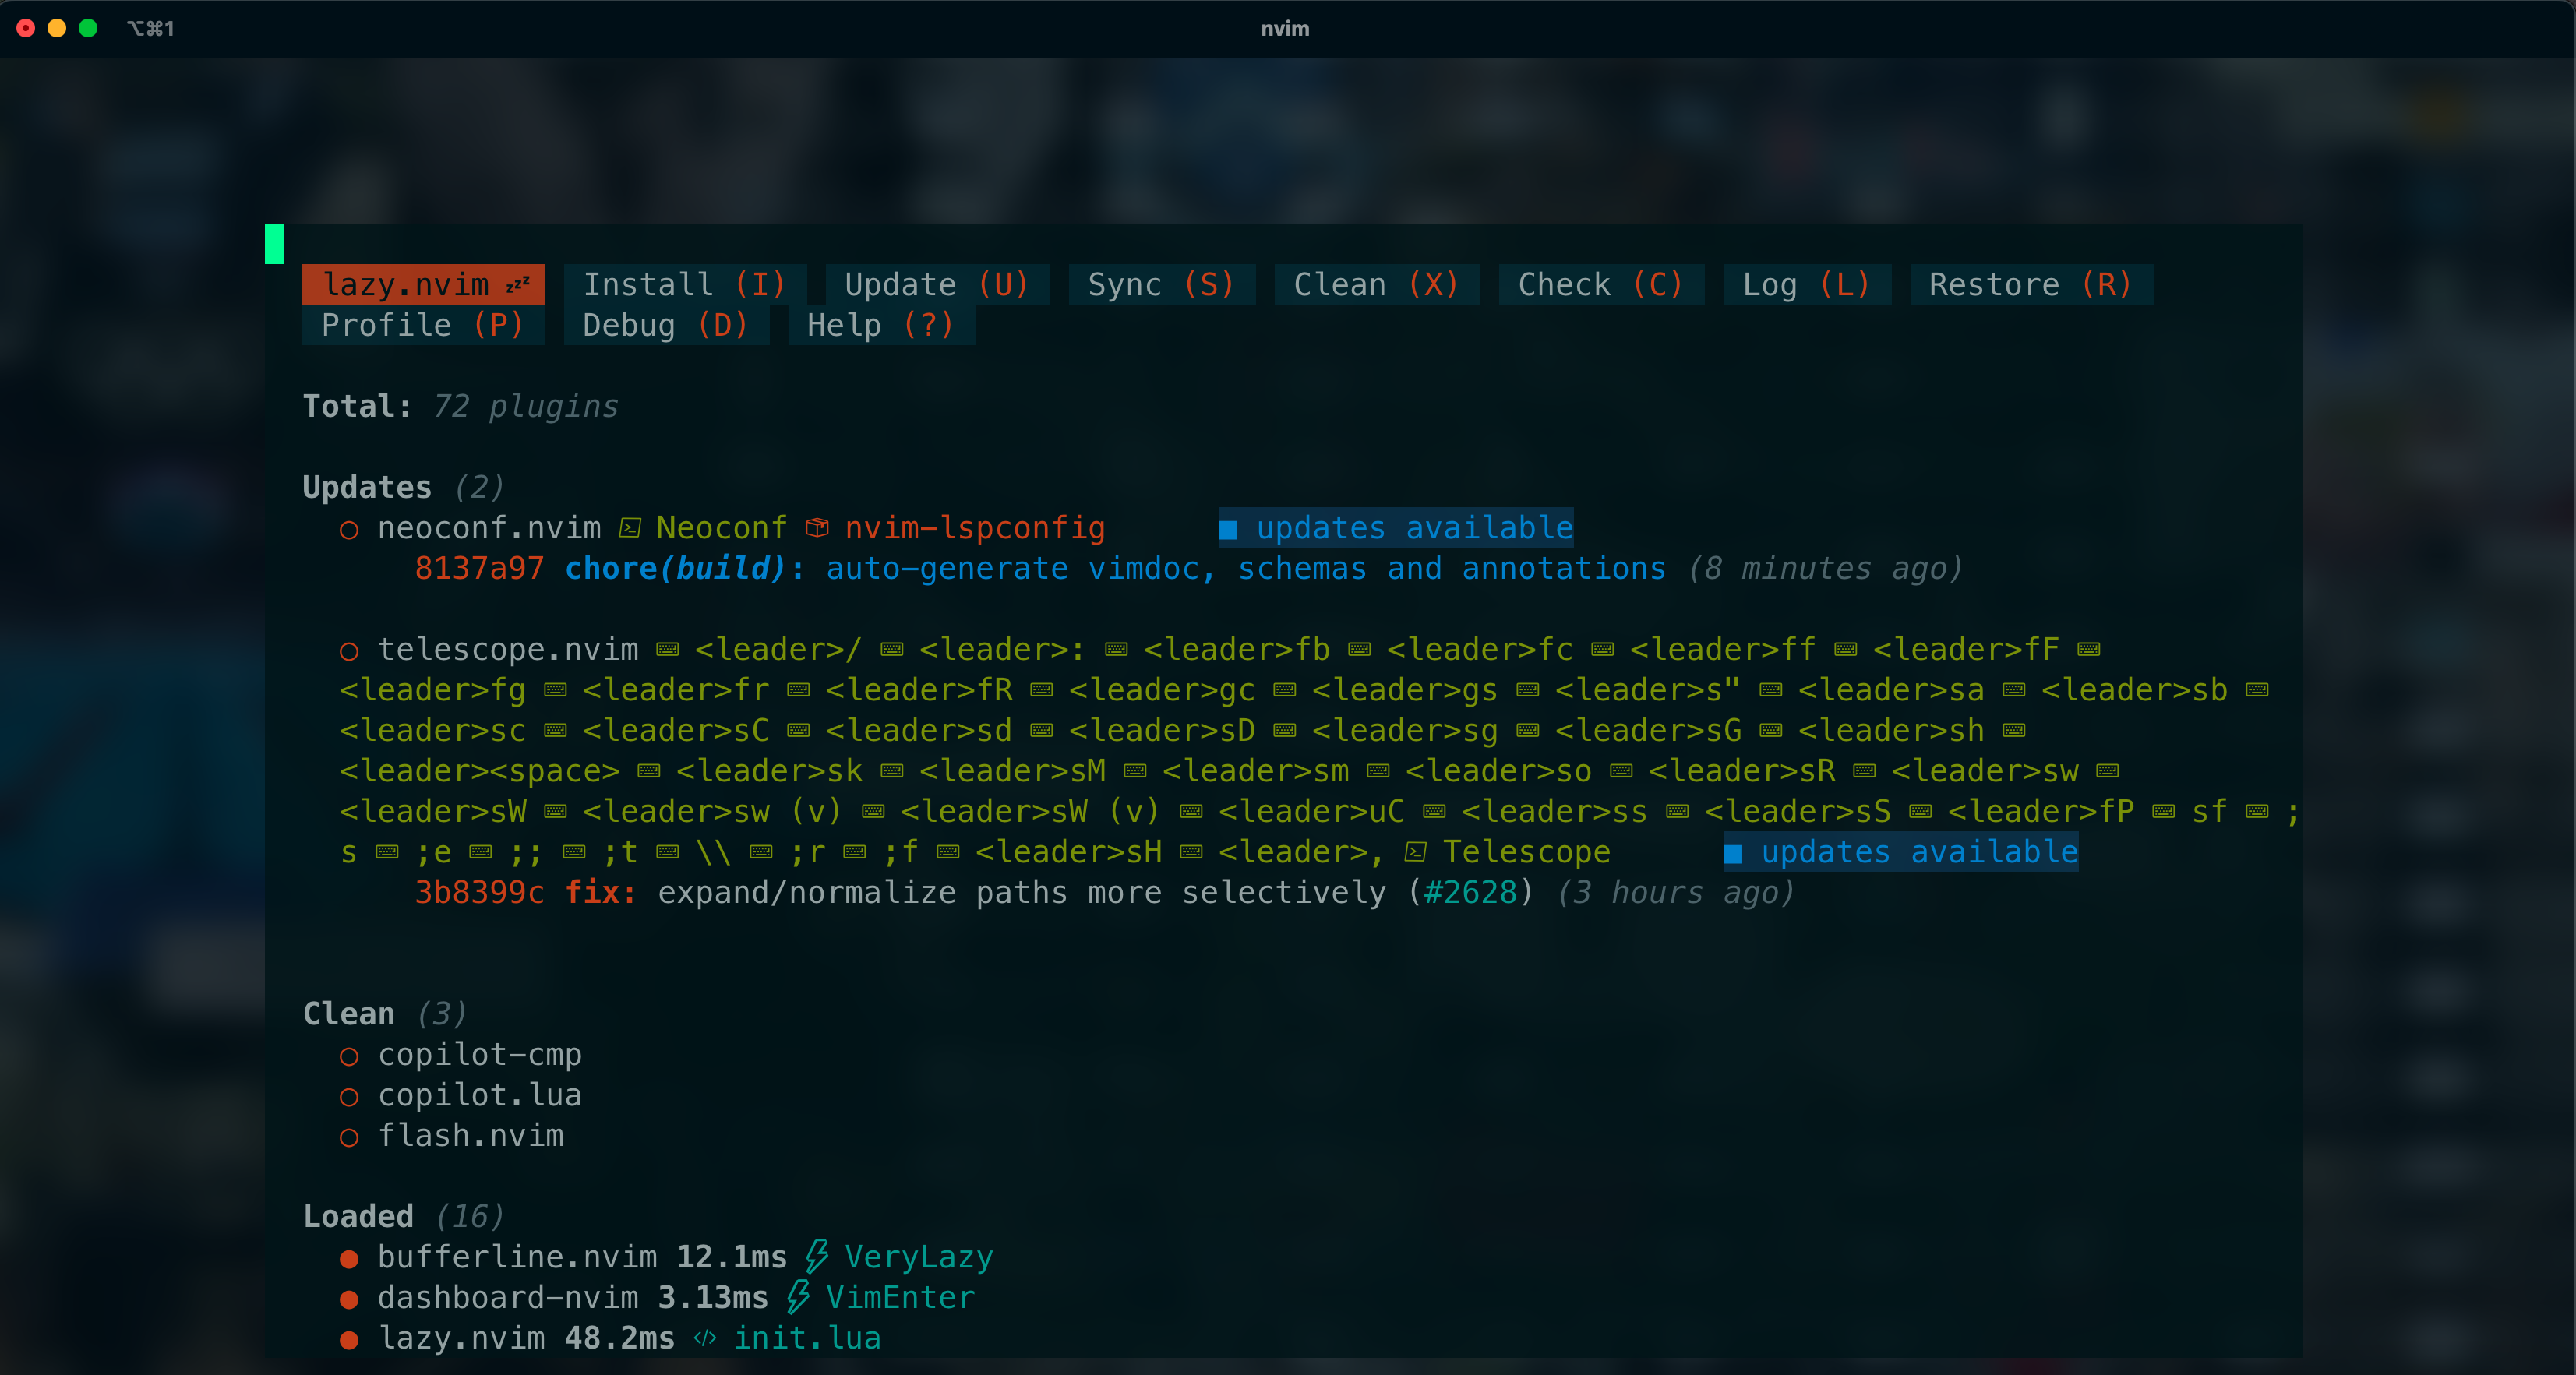 ⌥⌘1 nvim
lazy.nvim 💤 Install (I) Update (U) Sync (S) Clean (X) Check (C) Log (L) Restore (R)
Profile (P) Debug (D) Help (?)
Total: 72 plugins
Updates (2)
○ neoconf.nvim Neoconf nvim-lspconfig ■ updates available
8137a97 chore(build): auto-generate vimdoc, schemas and annotations (8 minutes ago)
○ telescope.nvim <leader>/ <leader>: <leader>fb <leader>fc <leader>ff <leader>fF
<leader>fg <leader>fr <leader>fR <leader>gc <leader>gs <leader>s" <leader>sa <leader>sb
<leader>sc <leader>sC <leader>sd <leader>sD <leader>sg <leader>sG <leader>sh
<leader><space> <leader>sk <leader>sM <leader>sm <leader>so <leader>sR <leader>sw
<leader>sW <leader>sw (v) <leader>sW (v) <leader>uC <leader>ss <leader>sS <leader>fP sf ;
s ;e ;; ;t \\ ;r ;f <leader>sH <leader>, Telescope ■ updates available
3b8399c fix: expand/normalize paths more selectively (#2628) (3 hours ago)
Clean (3)
○ copilot-cmp
○ copilot.lua
○ flash.nvim
Loaded (16)
● bufferline.nvim 12.1ms VeryLazy
● dashboard-nvim 3.13ms VimEnter
● lazy.nvim 48.2ms </> init.lua